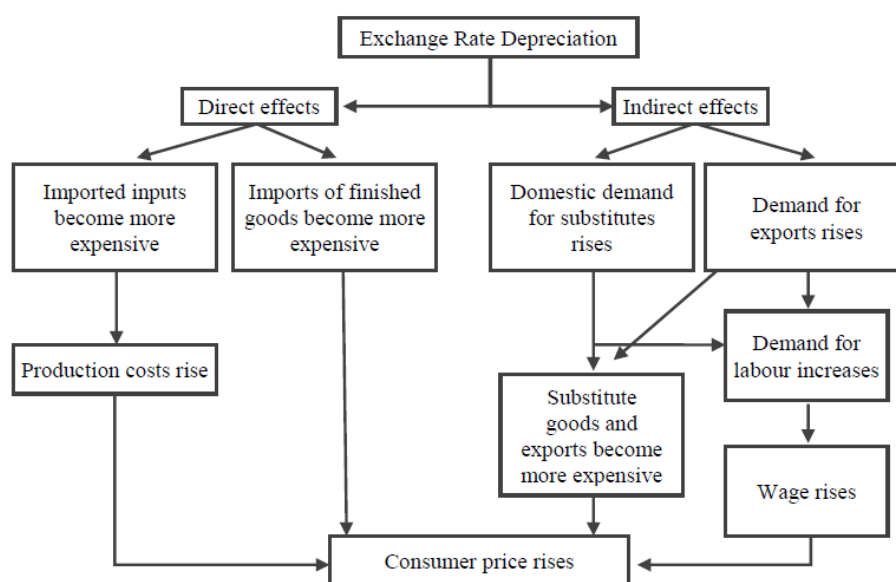 Exchange Rate Depreciation
Direct effects
Indirect effects
Imported inputs
become more
expensive
Imports of finished
goods become more
expensive
Domestic demand
for substitutes
rises
Demand for
exports rises
Production costs rise
Demand for
labour increases
Substitute
goods and
exports become
more expensive
Wage rises
Consumer price rises